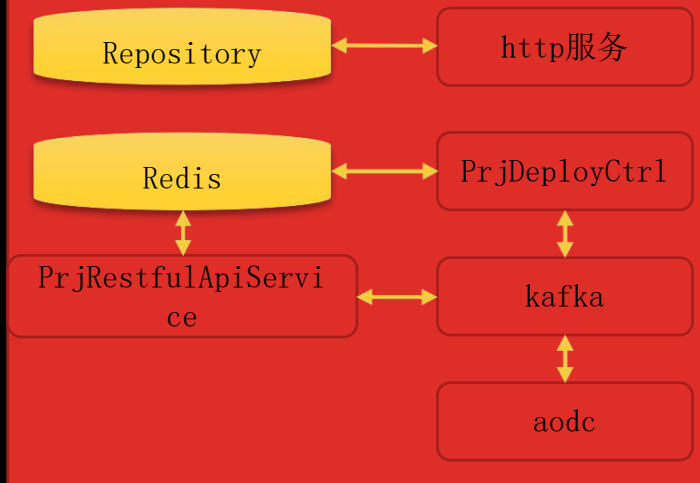 Repository
http服务
Redis
PrjDeployCtrl
PrjRestfulApiServi
ce
kafka
aodc